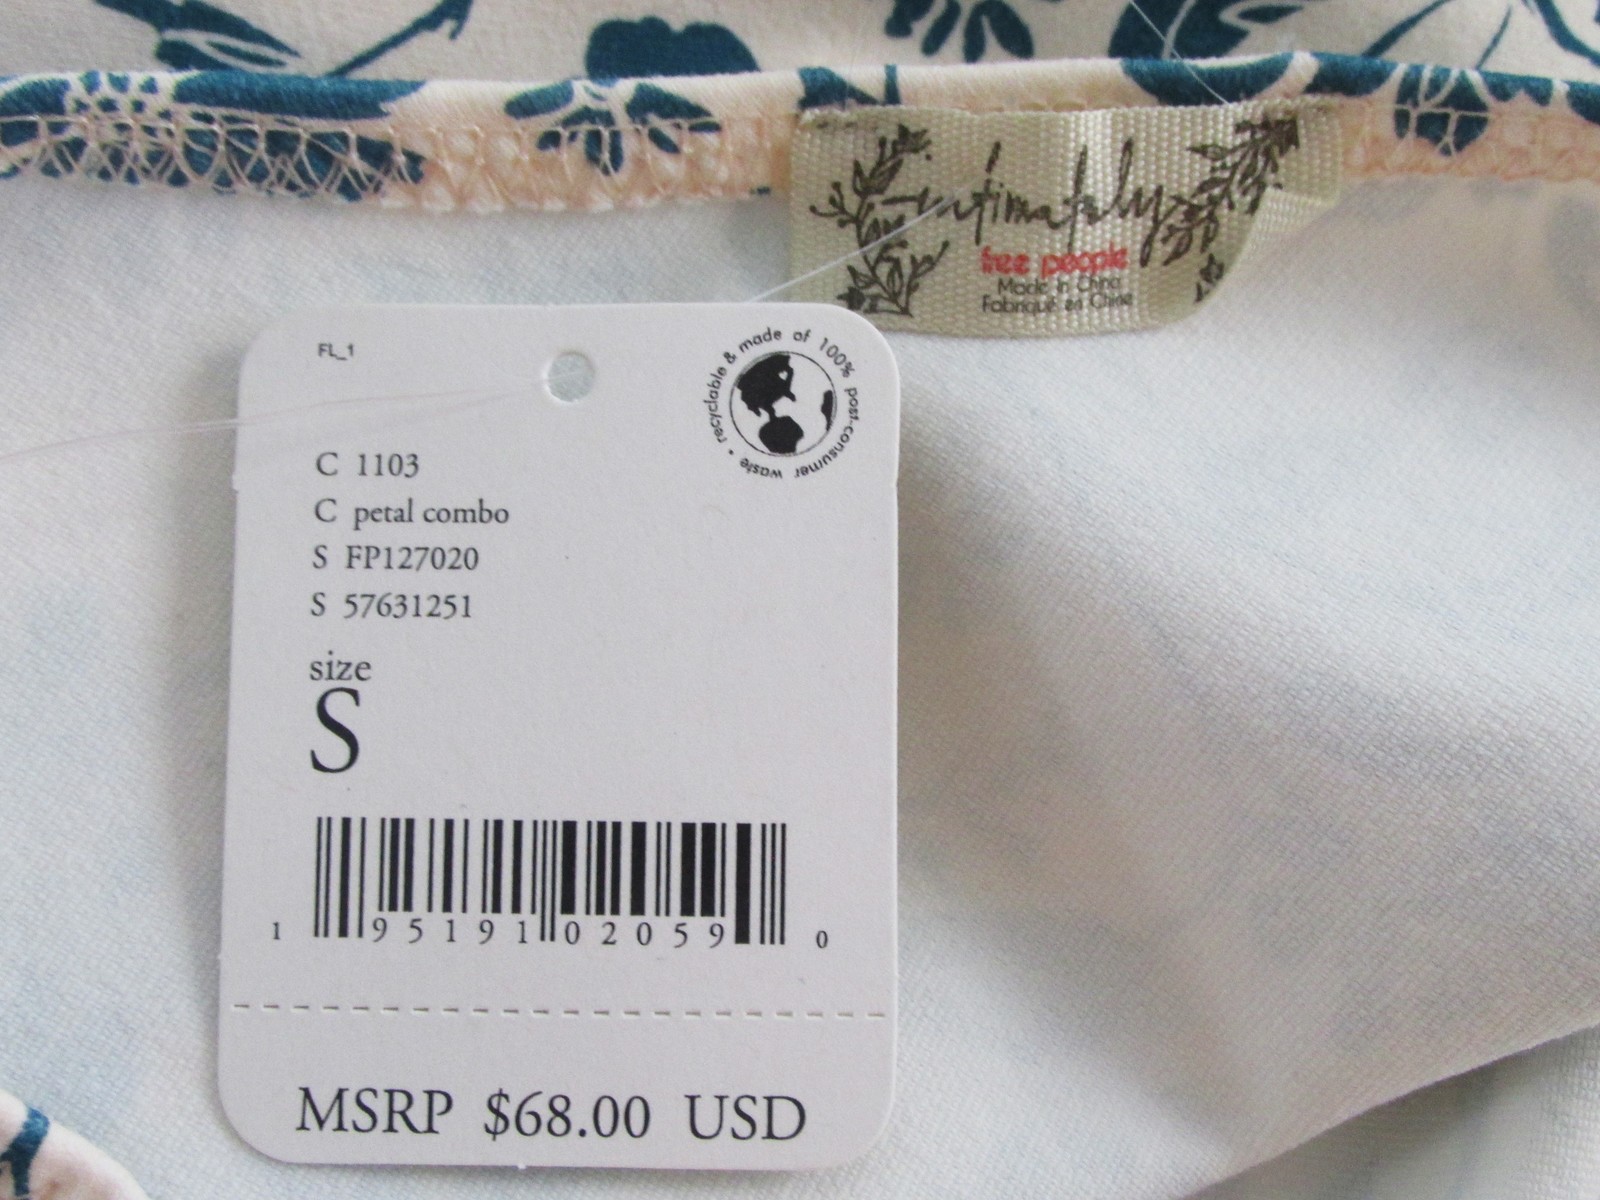 intimately
free people
Made in China
Fabriqué en Chine
FL_1
recyclable & made of 100% post-consumer waste •
C 1103
C petal combo
S FP127020
S 57631251
size
S
1 95191 02059 0
MSRP $68.00 USD